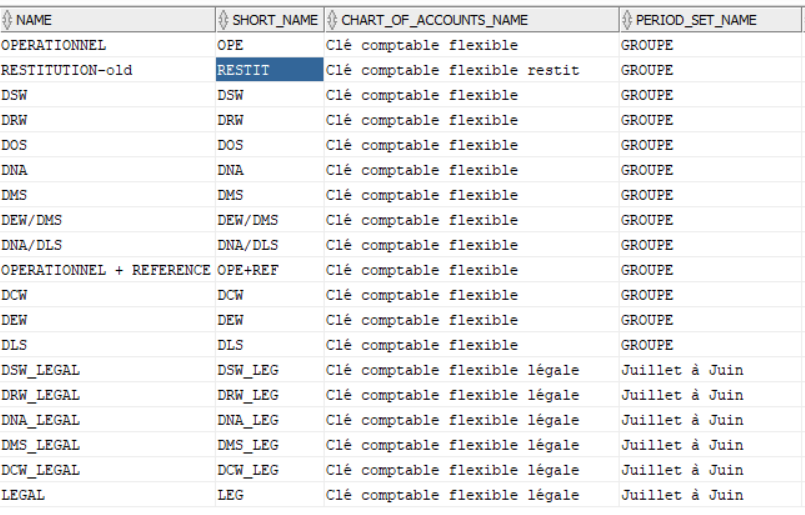 NAME SHORT_NAME CHART_OF_ACCOUNTS_NAME PERIOD_SET_NAME
OPERATIONNEL OPE Clé comptable flexible GROUPE
RESTITUTION-old RESTIT Clé comptable flexible restit GROUPE
DSW DSW Clé comptable flexible GROUPE
DRW DRW Clé comptable flexible GROUPE
DOS DOS Clé comptable flexible GROUPE
DNA DNA Clé comptable flexible GROUPE
DMS DMS Clé comptable flexible GROUPE
DEW/DMS DEW/DMS Clé comptable flexible GROUPE
DNA/DLS DNA/DLS Clé comptable flexible GROUPE
OPERATIONNEL + REFERENCE OPE+REF Clé comptable flexible GROUPE
DCW DCW Clé comptable flexible GROUPE
DEW DEW Clé comptable flexible GROUPE
DLS DLS Clé comptable flexible GROUPE
DSW_LEGAL DSW_LEG Clé comptable flexible légale Juillet à Juin
DRW_LEGAL DRW_LEG Clé comptable flexible légale Juillet à Juin
DNA_LEGAL DNA_LEG Clé comptable flexible légale Juillet à Juin
DMS_LEGAL DMS_LEG Clé comptable flexible légale Juillet à Juin
DCW_LEGAL DCW_LEG Clé comptable flexible légale Juillet à Juin
LEGAL LEG Clé comptable flexible légale Juillet à Juin